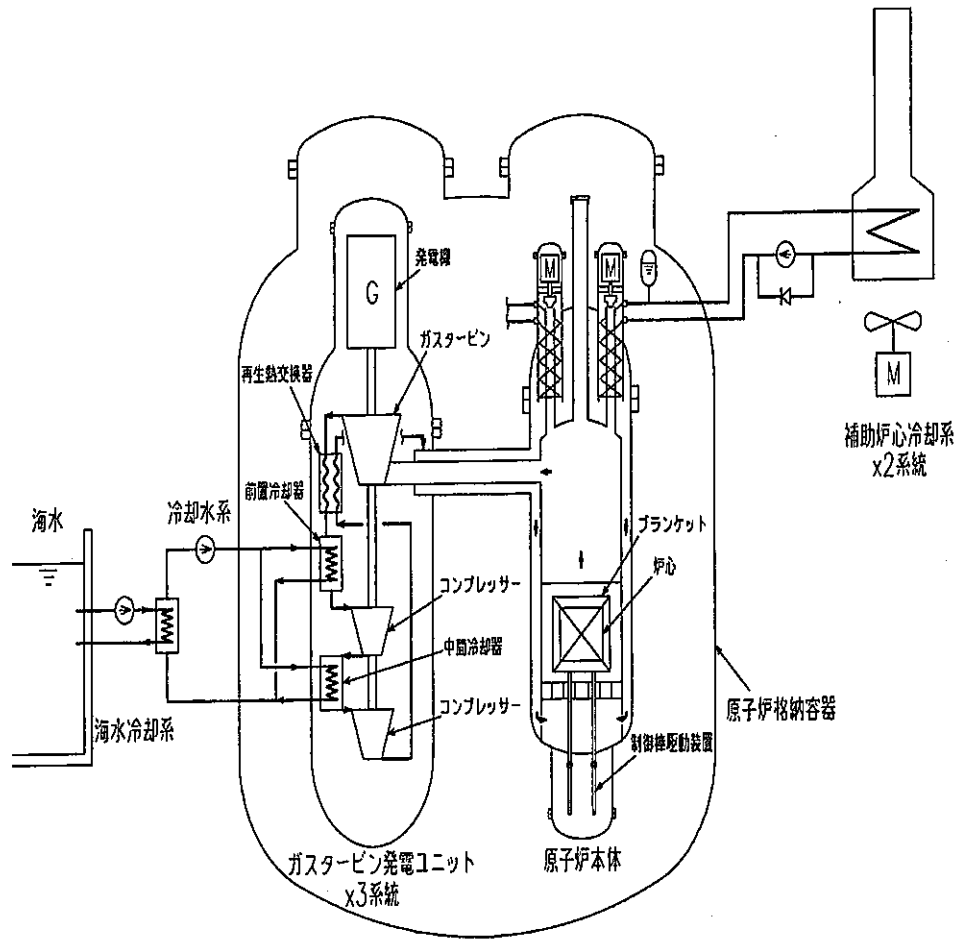 発電機
G
ガスタービン
再生熱交換器
前置冷却器
海水
冷却水系
コンプレッサー
中間冷却器
コンプレッサー
海水冷却系
ガスタービン発電ユニット
x3系統
M
M
ブランケット
炉心
制御棒駆動装置
原子炉本体
原子炉格納容器
M
補助炉心冷却系
x2系統